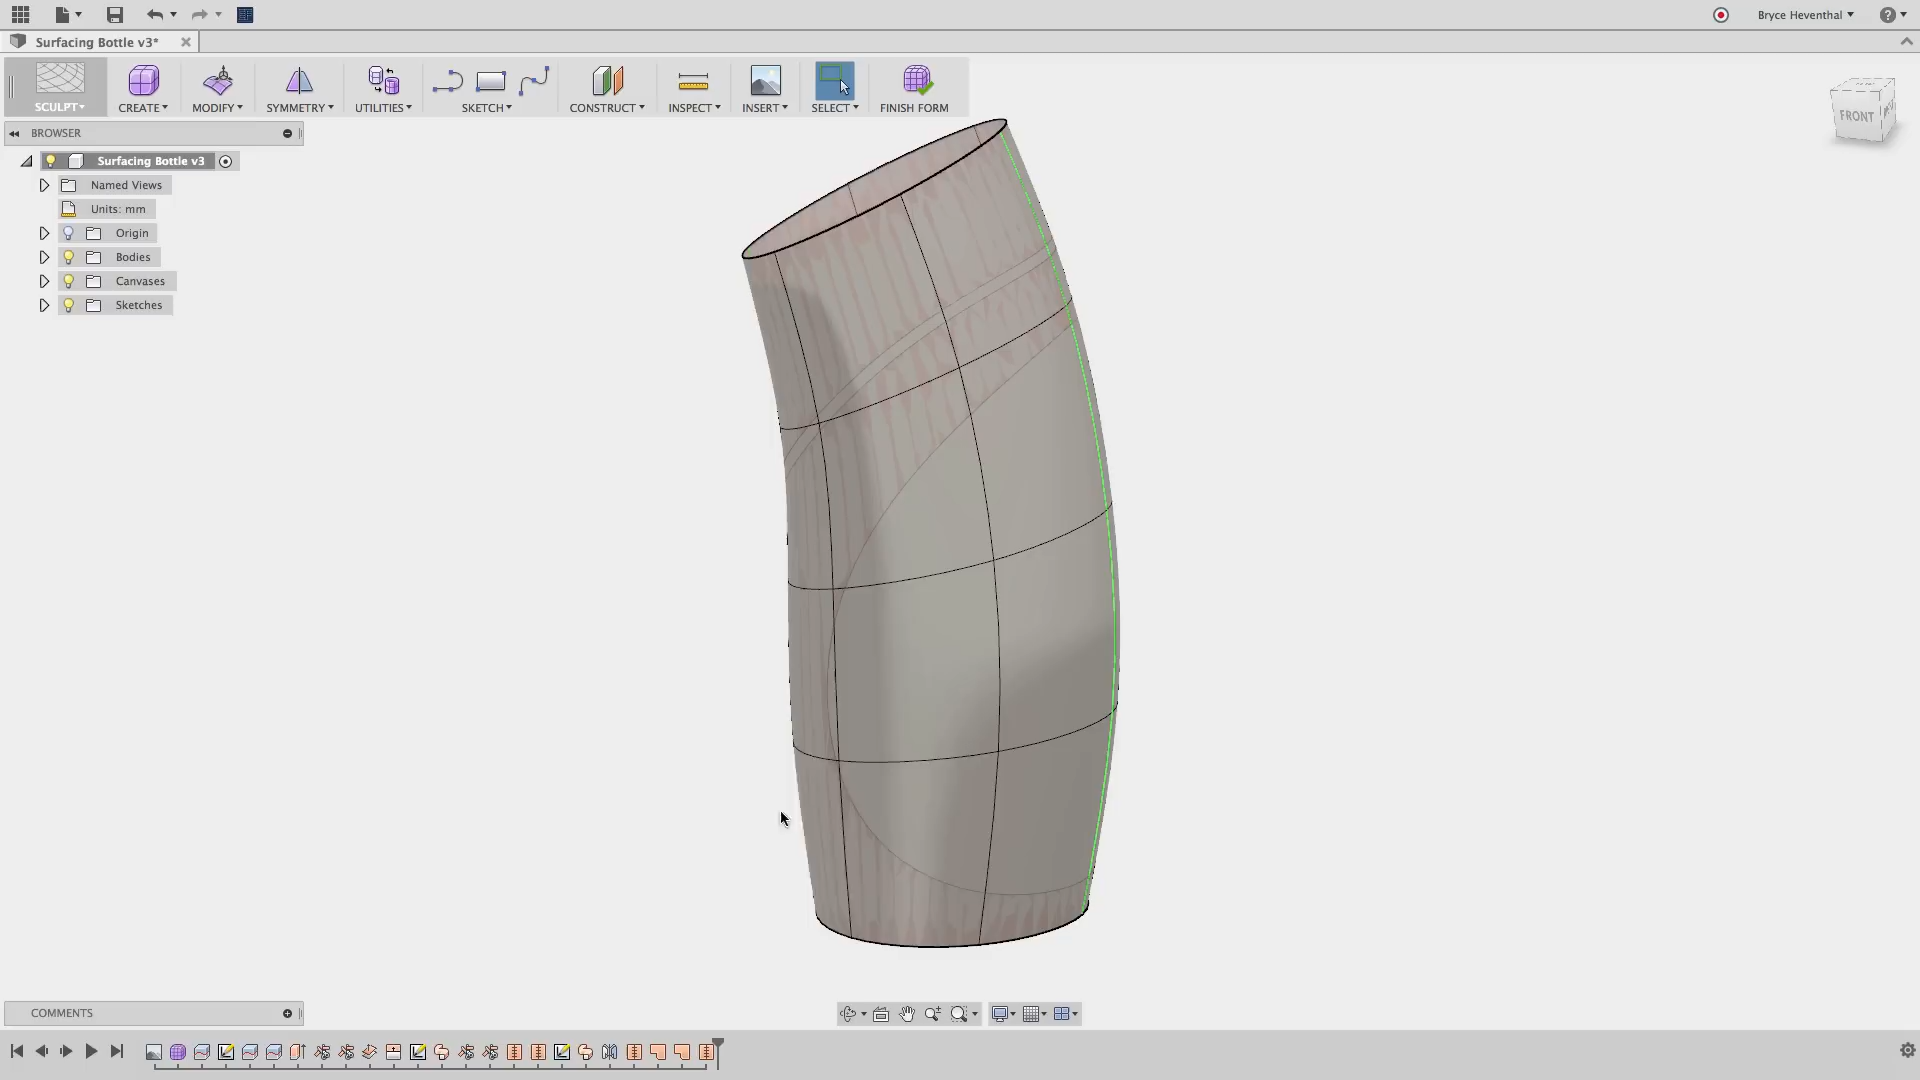 Bryce Heventhal
Surfacing Bottle v3*
SCULPT
CREATE
MODIFY
SYMMETRY
UTILITIES
SKETCH
CONSTRUCT
INSPECT
INSERT
SELECT
FINISH FORM
BROWSER
Surfacing Bottle v3
Named Views
Units: mm
Origin
Bodies
Canvases
Sketches
FRONT
COMMENTS